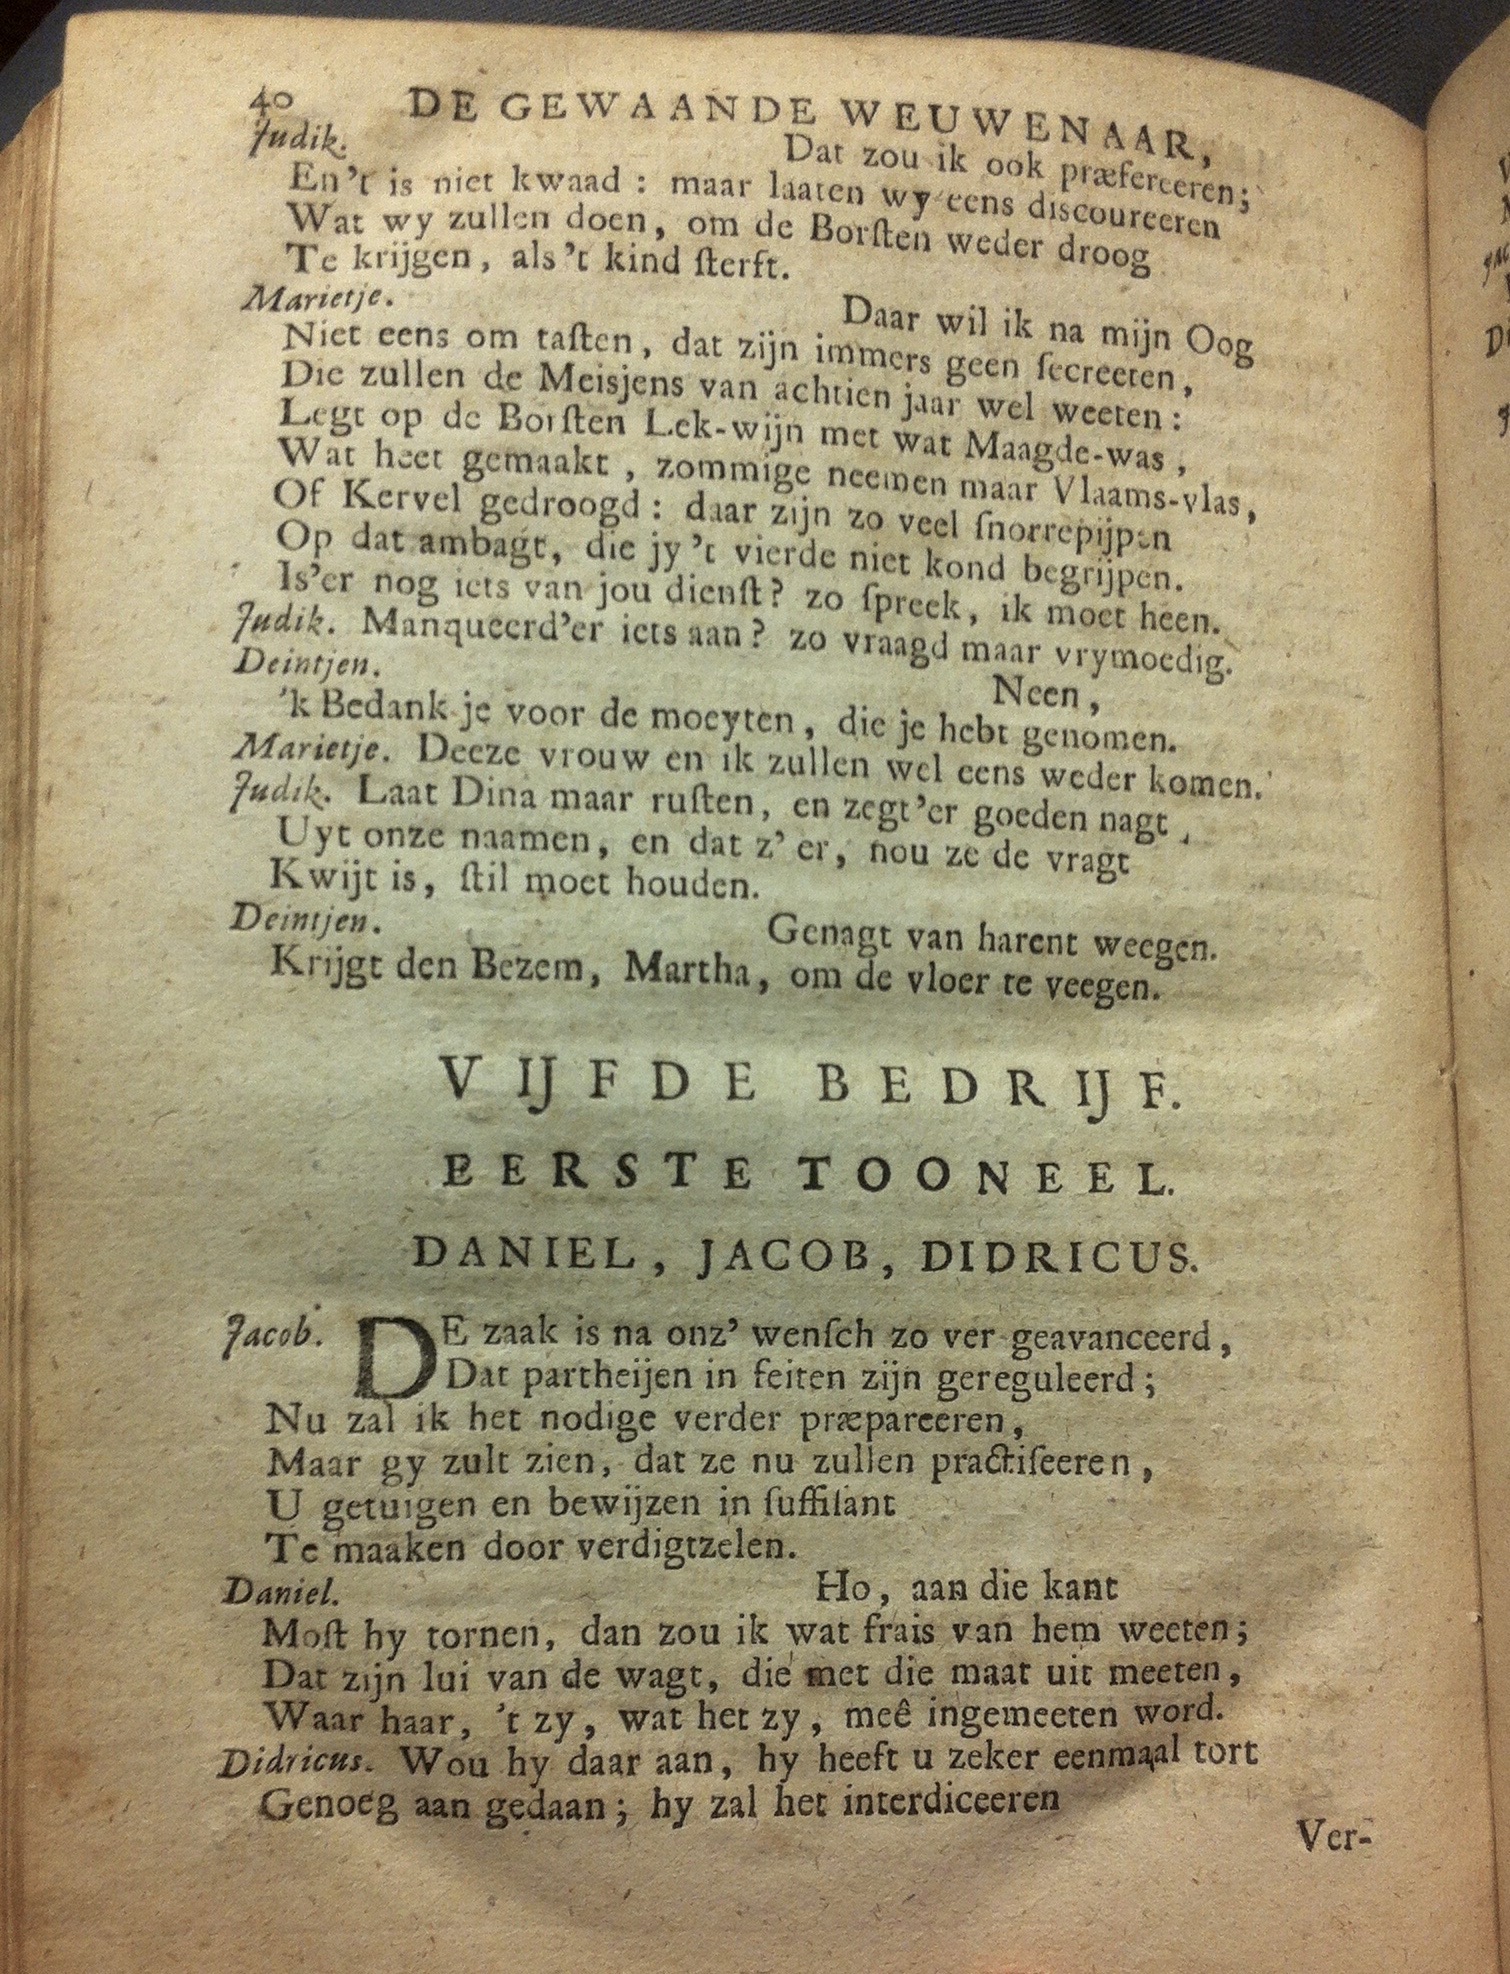 40 DE GEWAANDE WEUWENAAR,
Judik. Dat zou ik ook præfereeren;
En't is niet kwaad : maar laaten wy eens discoureeren
Wat wy zullen doen, om de Borſten weder droog
Te krijgen, als 't kind ſterft.
Marietje. Daar wil ik na mijn Oog
Niet eens om taſten, dat zijn immers geen ſecreeten,
Die zullen de Meisjens van achtien jaar wel weeten :
Legt op de Borſten Lek-wijn met wat Maagde-was,
Wat heet gemaakt, zommige neemen maar Vlaams-vlas,
Of Kervel gedroogd : daar zijn zo veel ſnorrepijpen
Op dat ambagt, die jy 't vierde niet kond begrijpen.
Is'er nog iets van jou dienſt? zo ſpreek, ik moet heen.
Judik. Manqueerd'er iets aan? zo vraagd maar vrymoedig.
Deintjen. Neen,
'k Bedank je voor de moeyten, die je hebt genomen.
Marietje. Deeze vrouw en ik zullen wel eens weder komen.
Judik. Laat Dina maar ruſten, en zegt'er goeden nagt,
Uyt onze naamen, en dat z' er, nou ze de vragt
Kwijt is, ſtil moet houden.
Deintjen. Genagt van harent weegen.
Krijgt den Bezem, Martha, om de vloer te veegen.
VIJFDE BEDRIJF.
EERSTE TOONEEL.
DANIEL, JACOB, DIDRICUS.
Jacob. DE zaak is na onz' wenſch zo ver geavanceerd,
Dat partheijen in feiten zijn gereguleerd;
Nu zal ik het nodige verder præpareeren,
Maar gy zult zien, dat ze nu zullen practiſeeren,
U getuigen en bewijzen in ſuffiſant
Te maaken door verdigtzelen.
Daniel. Ho, aan die kant
Moſt hy tornen, dan zou ik wat frais van hem weeten;
Dat zijn lui van de wagt, die met die maat uit meeten,
Waar haar, 't zy, wat het zy, meê ingemeeten word.
Didricus. Wou hy daar aan, hy heeft u zeker eenmaal tort
Genoeg aan gedaan; hy zal het interdiceeren
Ver-